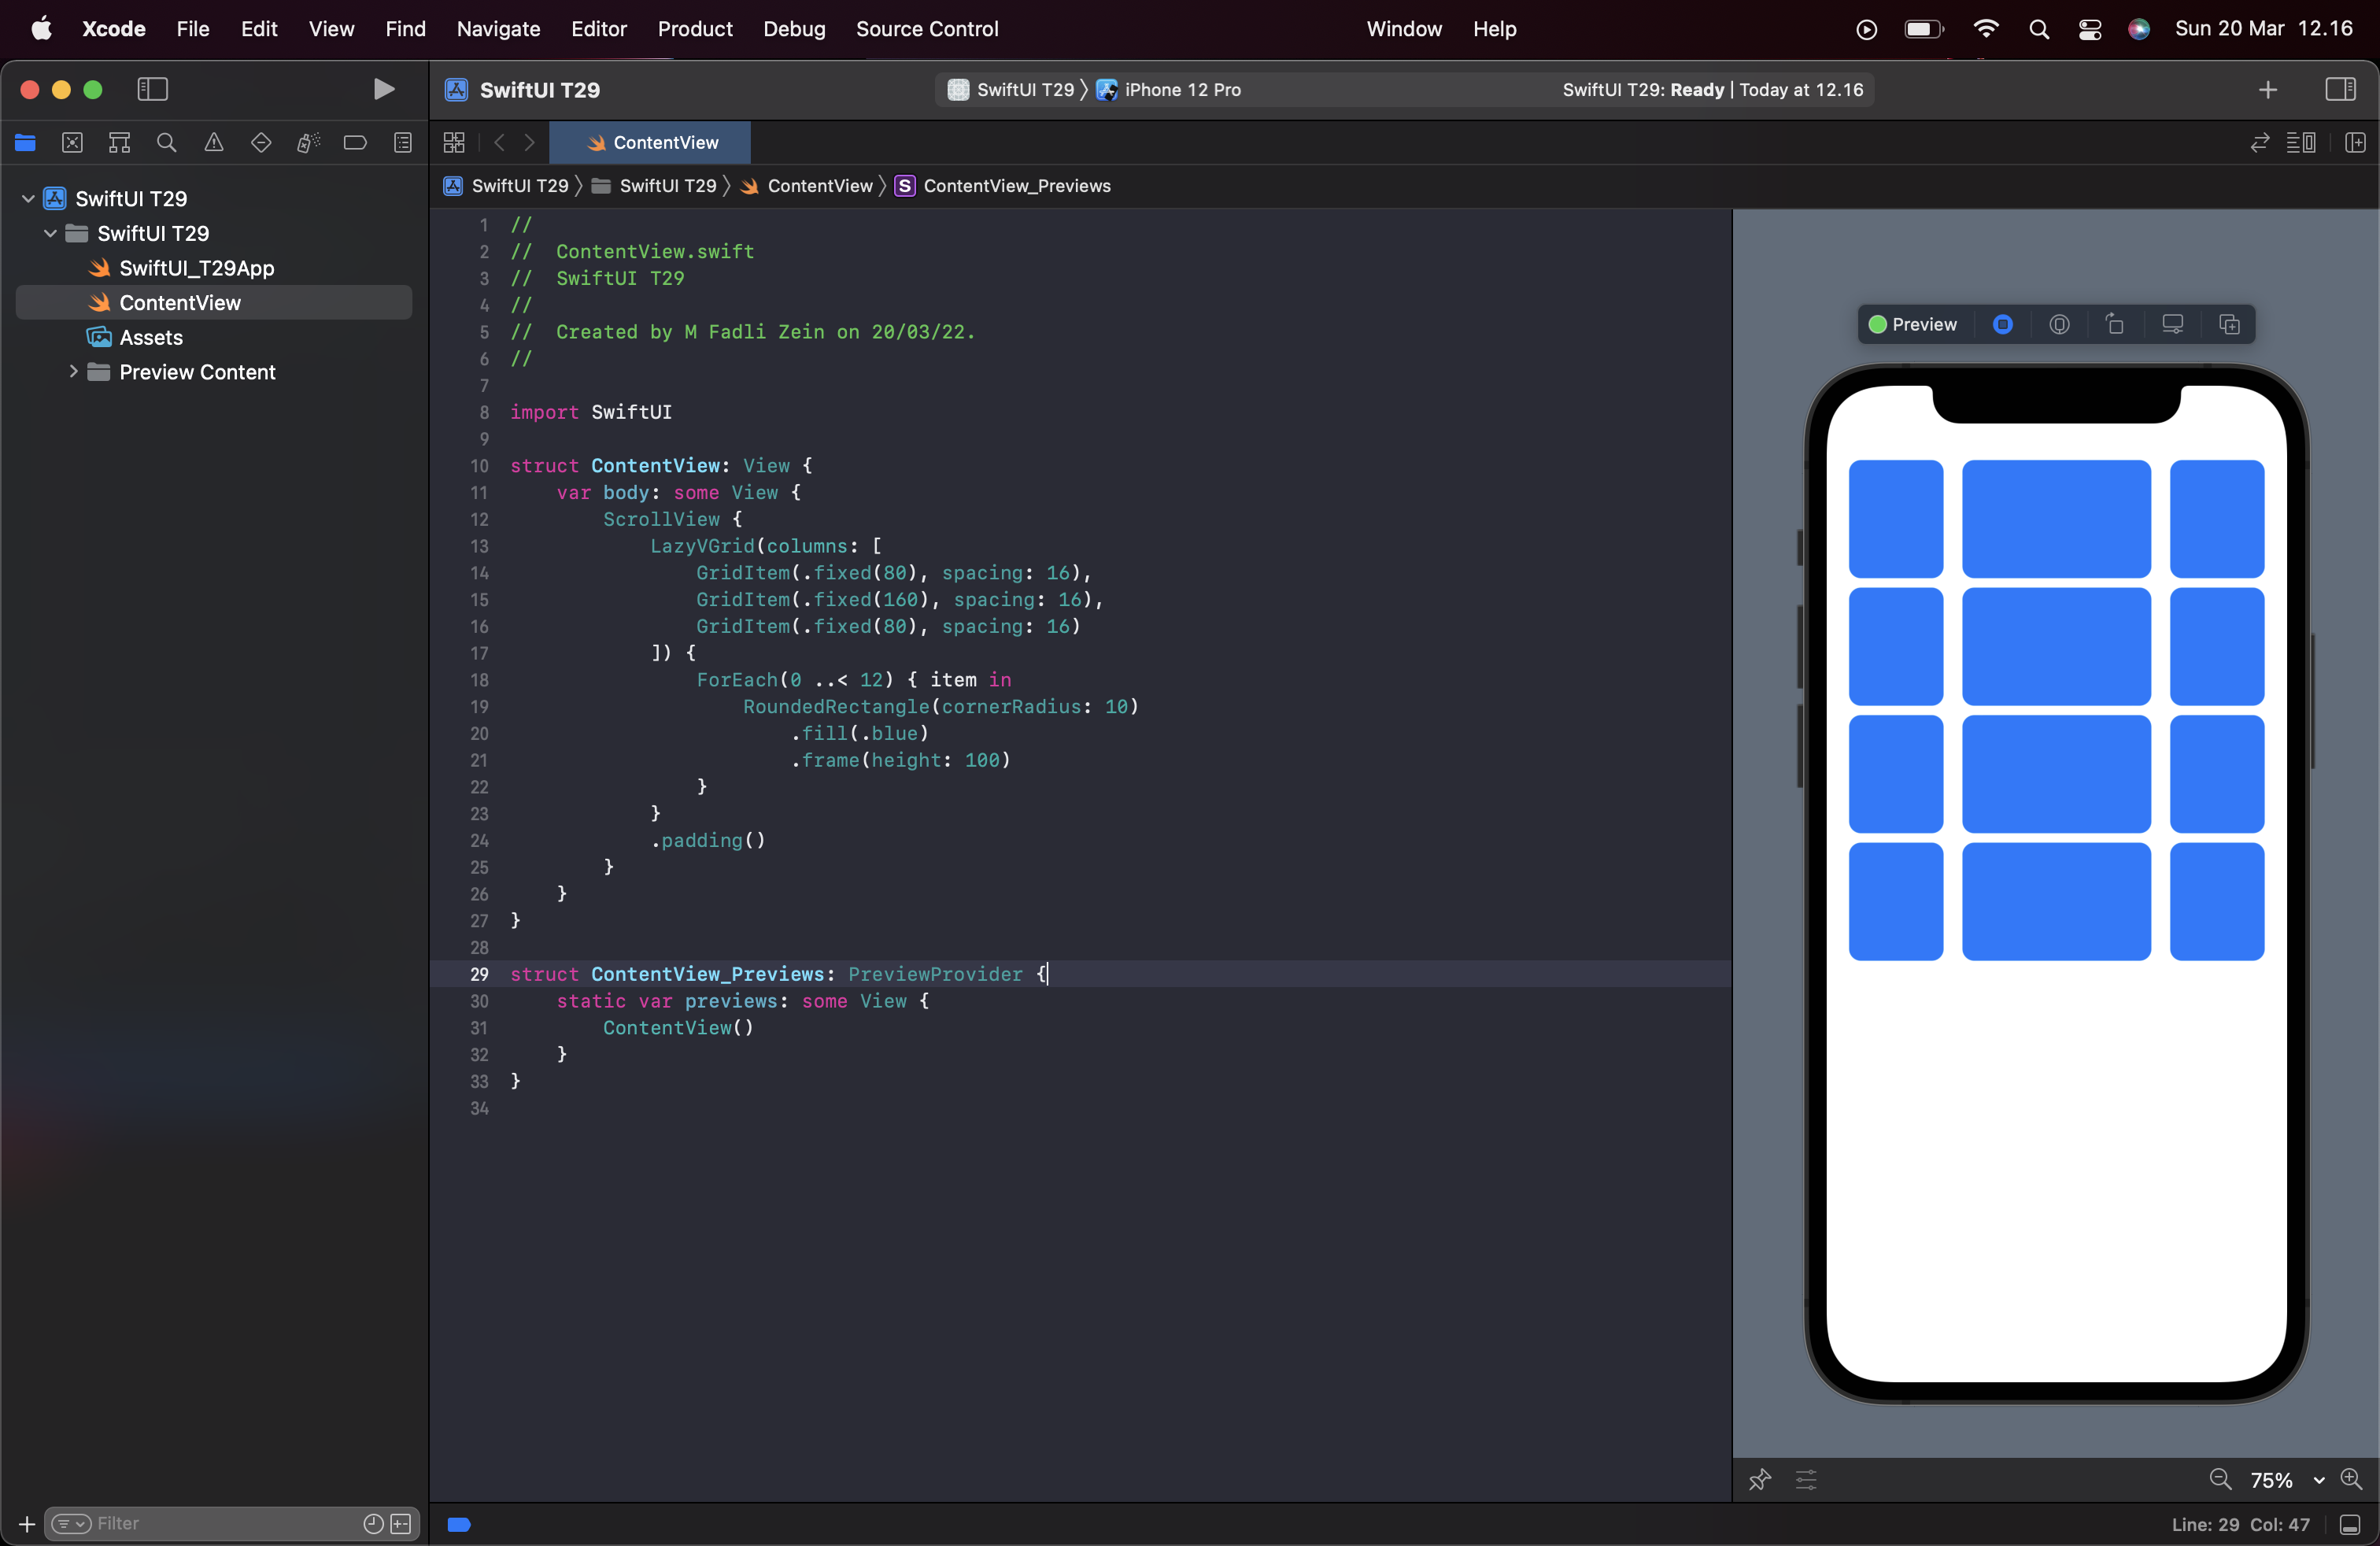 Xcode File Edit View Find Navigate Editor Product Debug Source Control Window Help Sun 20 Mar 12.16
SwiftUI T29 SwiftUI T29 iPhone 12 Pro SwiftUI T29: Ready | Today at 12.16
ContentView
SwiftUI T29 SwiftUI T29 ContentView S ContentView_Previews
SwiftUI T29
SwiftUI T29
SwiftUI_T29App
ContentView
Assets
Preview Content
1 //
2 //  ContentView.swift
3 //  SwiftUI T29
4 //
5 //  Created by M Fadli Zein on 20/03/22.
6 //
7
8 import SwiftUI
9
10 struct ContentView: View {
11     var body: some View {
12         ScrollView {
13             LazyVGrid(columns: [
14                 GridItem(.fixed(80), spacing: 16),
15                 GridItem(.fixed(160), spacing: 16),
16                 GridItem(.fixed(80), spacing: 16)
17             ]) {
18                 ForEach(0 ..< 12) { item in
19                     RoundedRectangle(cornerRadius: 10)
20                         .fill(.blue)
21                         .frame(height: 100)
22                 }
23             }
24             .padding()
25         }
26     }
27 }
28
29 struct ContentView_Previews: PreviewProvider {
30     static var previews: some View {
31         ContentView()
32     }
33 }
34
Preview
75%
Filter
Line: 29 Col: 47